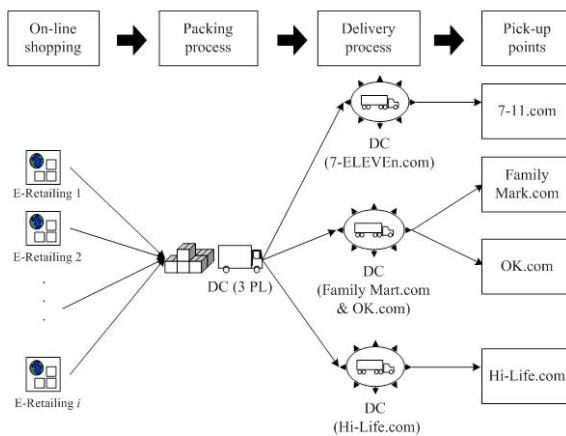 On-line
shopping
Packing
process
Delivery
process
Pick-up
points
E-Retailing 1
E-Retailing 2
.
.
.
E-Retailing i
DC (3 PL)
DC
(7-ELEVEn.com)
DC
(Family Mart.com
& OK.com)
DC
(Hi-Life.com)
7-11.com
Family
Mark.com
OK.com
Hi-Life.com